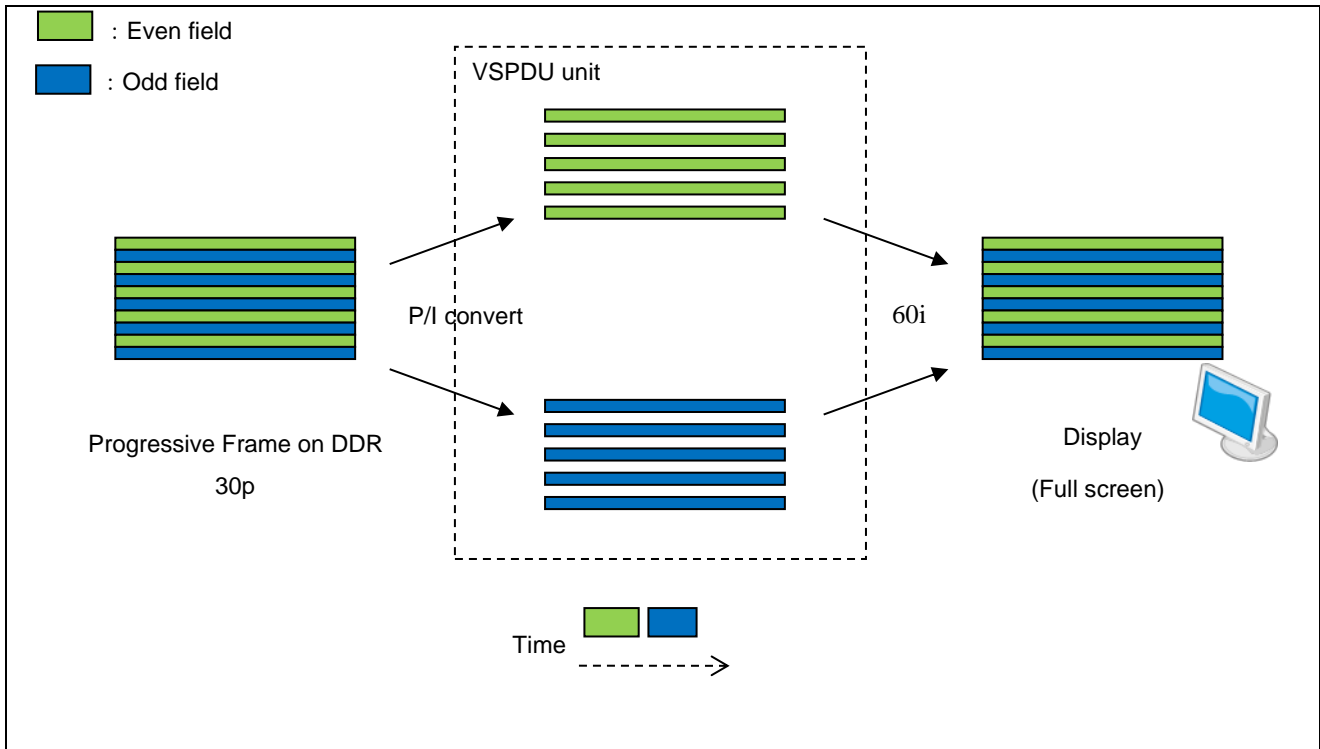 : Even field
: Odd field
VSPDU unit
P/I convert
60i
Progressive Frame on DDR
30p
Display
(Full screen)
Time